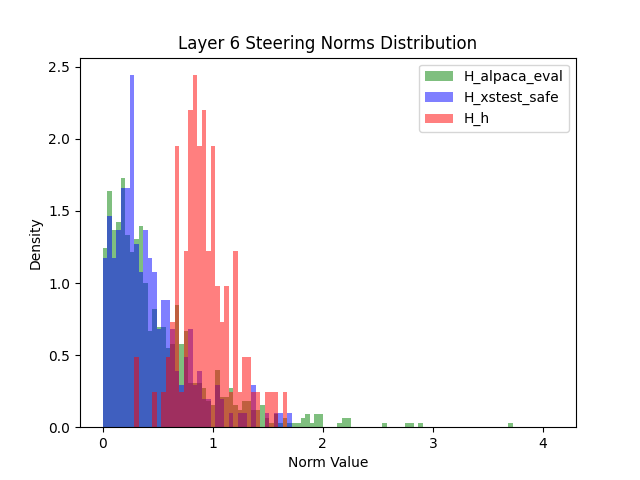 Layer 6 Steering Norms Distribution
H_alpaca_eval
H_xstest_safe
H_h
2.5
2.0
1.5
1.0
0.5
0.0
Density
0 1 2 3 4
Norm Value